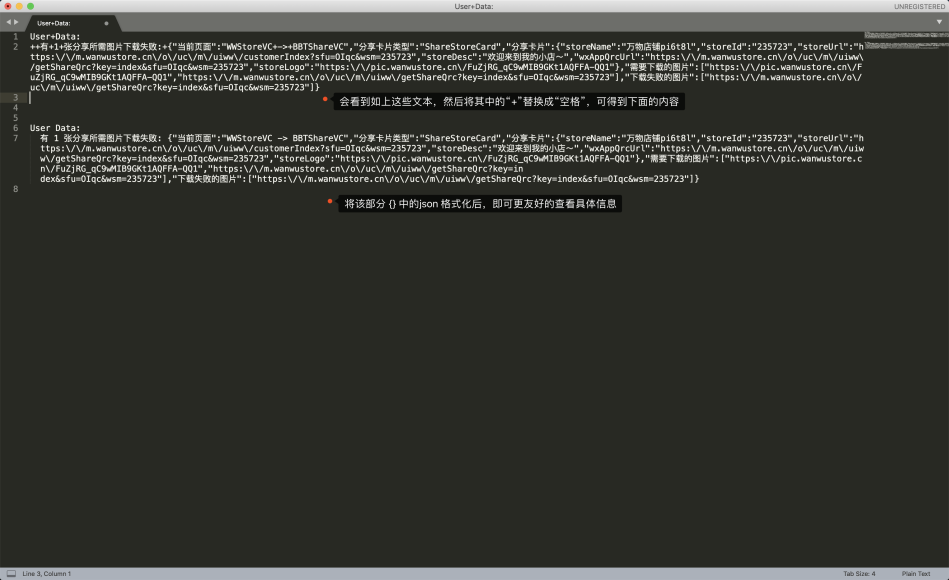 User+Data:
UNREGISTERED
User+Data:
1 User+Data:
2 ++有+1+张分享所需图片下载失败:+{"当前页面":"WWStoreVC+->+BBTShareVC","分享卡片类型":"ShareStoreCard","分享卡片":{"storeName":"万物店铺pi6t8l","storeId":"235723","storeUrl":"h
ttps:\/\/m.wanwustore.cn\/o\/uc\/m\/uiww\/customerIndex?sfu=OIqc&wsm=235723","storeDesc":"欢迎来到我的小店~","wxAppQrcUrl":"https:\/\/m.wanwustore.cn\/o\/uc\/m\/uiww\
/getShareQrc?key=index&sfu=OIqc&wsm=235723","storeLogo":"https:\/\/pic.wanwustore.cn\/FuZjRG_qC9wMIB9GKt1AQFFA-QQ1"},"需要下载的图片":["https:\/\/pic.wanwustore.cn\/F
uZjRG_qC9wMIB9GKt1AQFFA-QQ1","https:\/\/m.wanwustore.cn\/o\/uc\/m\/uiww\/getShareQrc?key=index&sfu=OIqc&wsm=235723"],"下载失败的图片":["https:\/\/m.wanwustore.cn\/o\/
uc\/m\/uiww\/getShareQrc?key=index&sfu=OIqc&wsm=235723"]}
3
会看到如上这些文本，然后将其中的“+”替换成“空格”，可得到下面的内容
4
5
6 User Data:
7 有 1 张分享所需图片下载失败: {"当前页面":"WWStoreVC -> BBTShareVC","分享卡片类型":"ShareStoreCard","分享卡片":{"storeName":"万物店铺pi6t8l","storeId":"235723","storeUrl":"h
ttps:\/\/m.wanwustore.cn\/o\/uc\/m\/uiww\/customerIndex?sfu=OIqc&wsm=235723","storeDesc":"欢迎来到我的小店~","wxAppQrcUrl":"https:\/\/m.wanwustore.cn\/o\/uc\/m\/uiw
w\/getShareQrc?key=index&sfu=OIqc&wsm=235723","storeLogo":"https:\/\/pic.wanwustore.cn\/FuZjRG_qC9wMIB9GKt1AQFFA-QQ1"},"需要下载的图片":["https:\/\/pic.wanwustore.c
n\/FuZjRG_qC9wMIB9GKt1AQFFA-QQ1","https:\/\/m.wanwustore.cn\/o\/uc\/m\/uiww\/getShareQrc?key=in
dex&sfu=OIqc&wsm=235723"],"下载失败的图片":["https:\/\/m.wanwustore.cn\/o\/uc\/m\/uiww\/getShareQrc?key=index&sfu=OIqc&wsm=235723"]}
8
将该部分 {} 中的json 格式化后，即可更友好的查看具体信息
Line 3, Column 1
Tab Size: 4
Plain Text